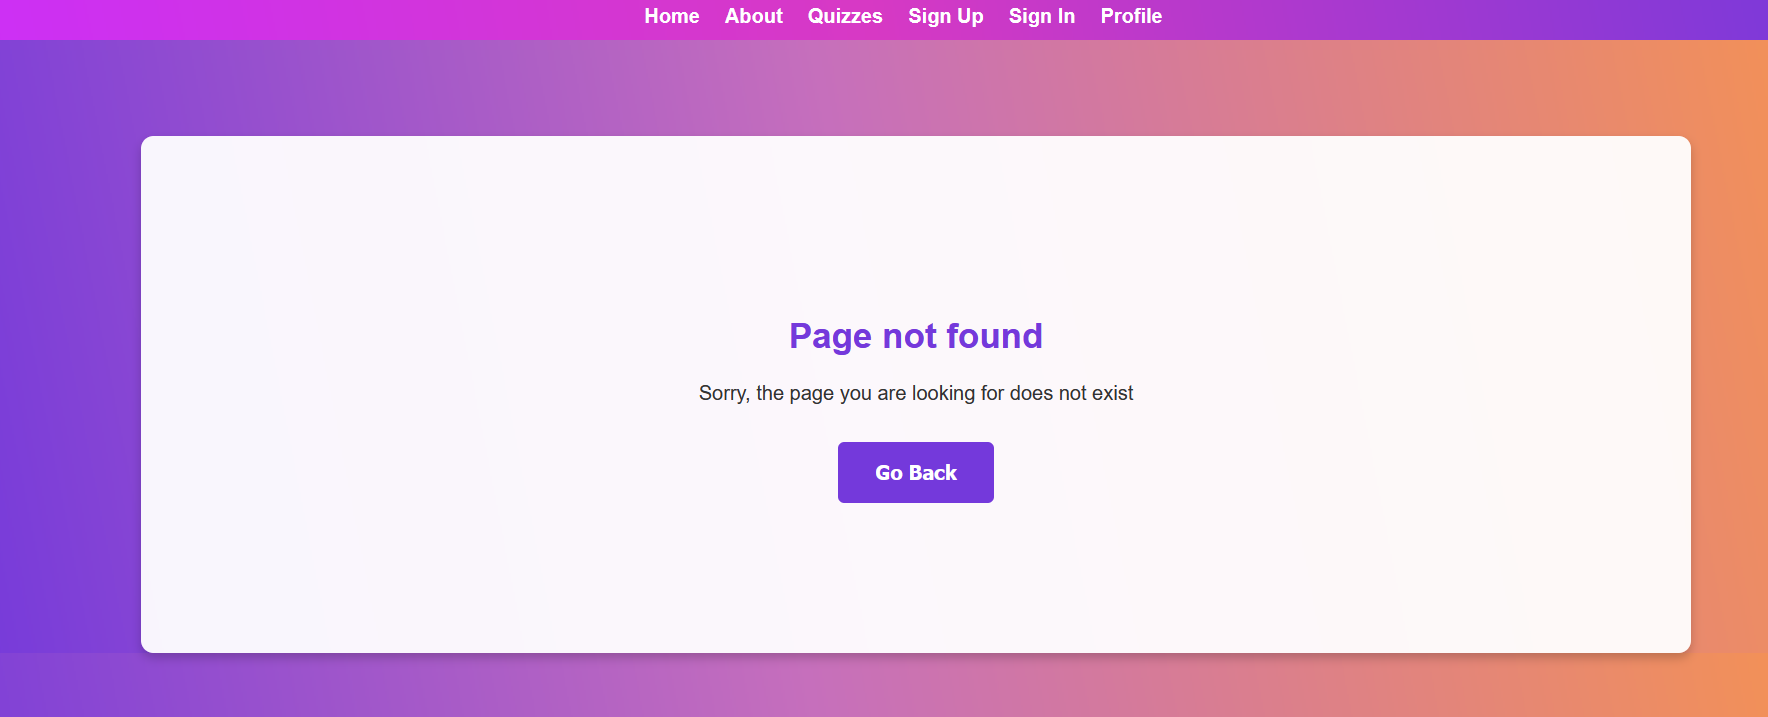 Home About Quizzes Sign Up Sign In Profile
Page not found
Sorry, the page you are looking for does not exist
Go Back